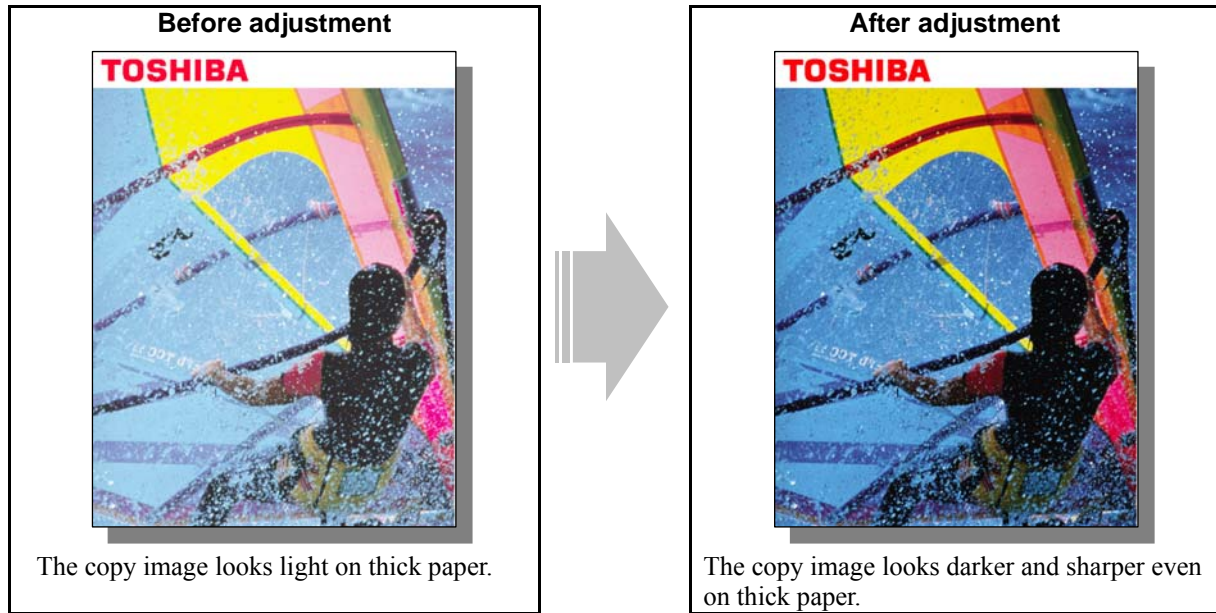 Before adjustment
TOSHIBA
The copy image looks light on thick paper.
After adjustment
TOSHIBA
The copy image looks darker and sharper even
on thick paper.